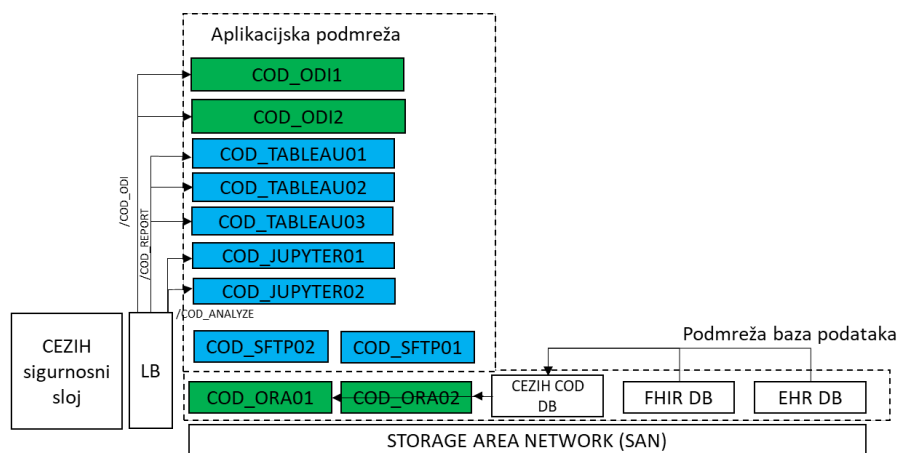 Aplikacijska podmreža
COD_ODI1
COD_ODI2
COD_TABLEAU01
COD_TABLEAU02
COD_TABLEAU03
COD_JUPYTER01
COD_JUPYTER02
/COD_ODI
/COD_REPORT
/COD_ANALYZE
CEZIH
sigurnosni
sloj
LB
COD_SFTP02
COD_SFTP01
Podmreža baza podataka
COD_ORA01
COD_ORA02
CEZIH COD
DB
FHIR DB
EHR DB
STORAGE AREA NETWORK (SAN)